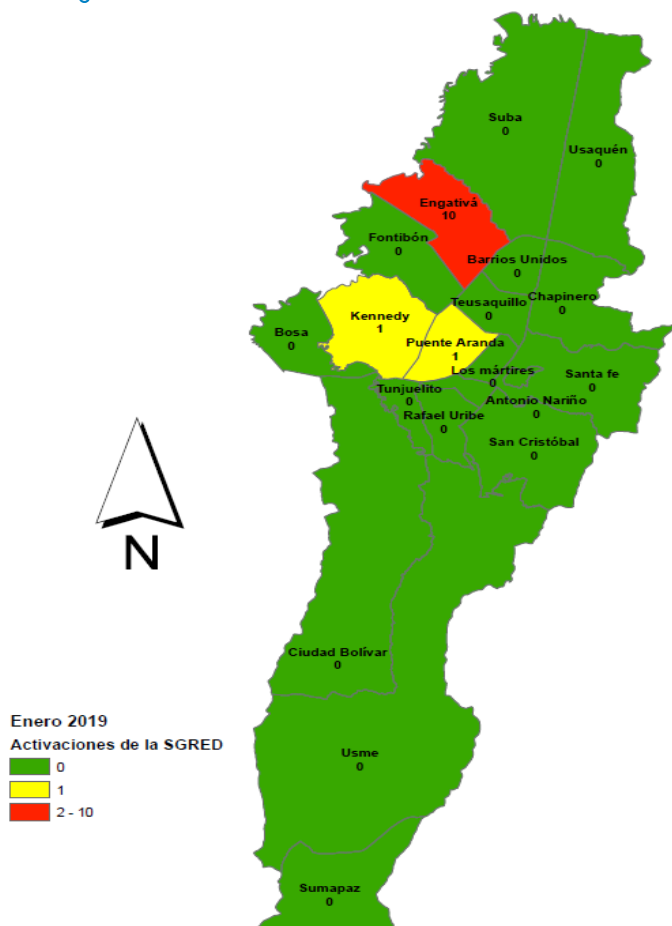 Suba
0
Usaquén
0
Engativá
10
Fontibón
0
Barrios Unidos
0
Chapinero
0
Teusaquillo
0
Kennedy
1
Bosa
0
Puente Aranda
1
Los mártires
0
Santa fe
0
Tunjuelito
0
Antonio Nariño
0
Rafael Uribe
0
San Cristóbal
0
N
Ciudad Bolívar
0
Enero 2019
Activaciones de la SGRED
0
1
2 - 10
Usme
0
Sumapaz
0